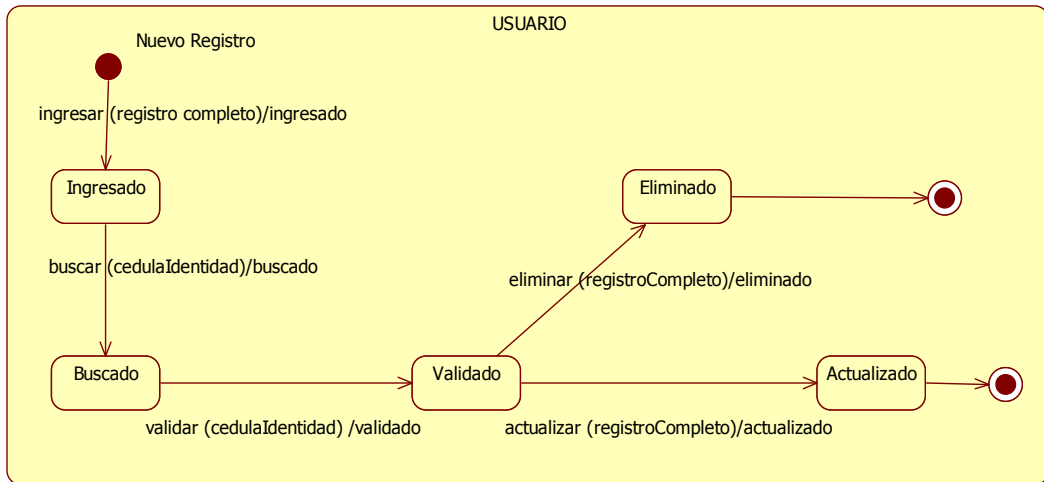 USUARIO
Nuevo Registro
ingresar (registro completo)/ingresado
Ingresado
Eliminado
buscar (cedulaIdentidad)/buscado
eliminar (registroCompleto)/eliminado
Buscado
Validado
Actualizado
validar (cedulaIdentidad) /validado
actualizar (registroCompleto)/actualizado